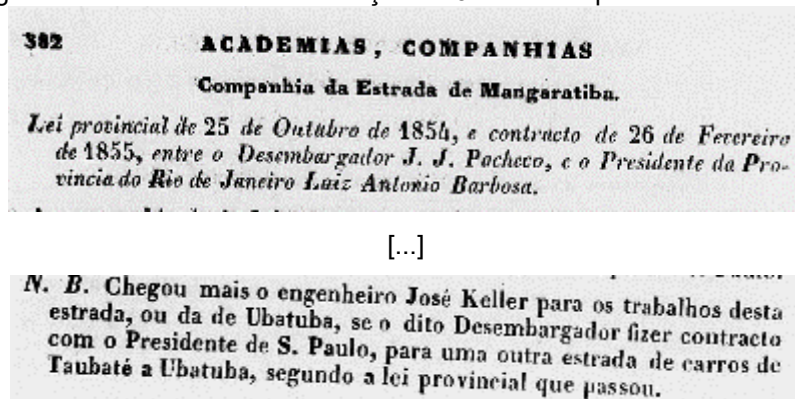 382 ACADEMIAS, COMPANHIAS
Companhia da Estrada de Mangaratiba.
Lei provincial de 25 de Outubro de 1854, e contracto de 26 de Fevereiro
de 1855, entre o Desembargador J. J. Pacheco, e o Presidente da Pro-
vincia do Rio de Janeiro Luiz Antonio Barbosa.
[...]
N. B. Chegou mais o engenheiro José Keller para os trabalhos desta
estrada, ou da de Ubatuba, se o dito Desembargador fizer contracto
com o Presidente de S. Paulo, para uma outra estrada de carros de
Taubaté a Ubatuba, segundo a lei provincial que passou.